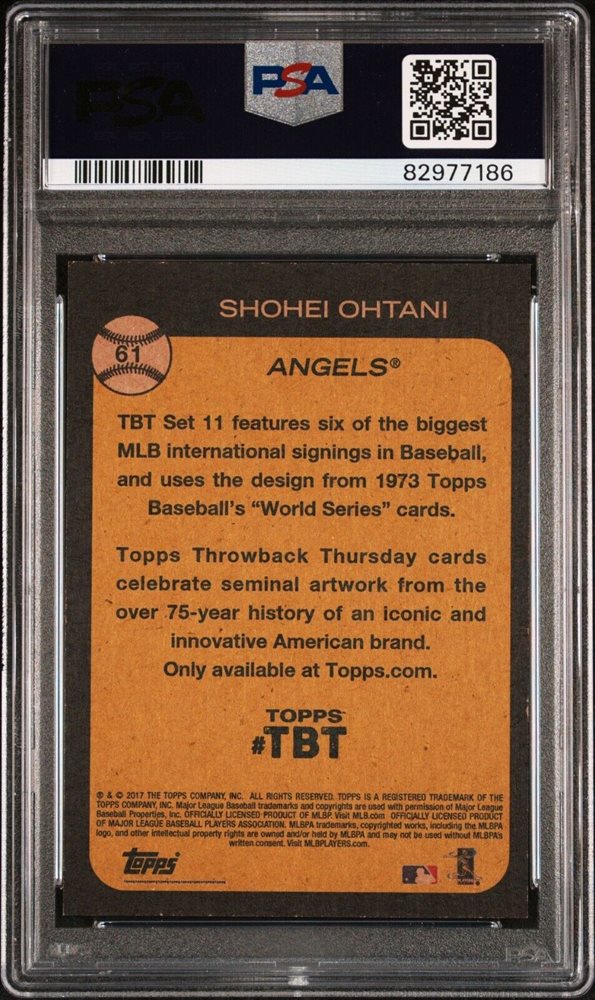 PSA
PSA
82977186
SHOHEI OHTANI
61
ANGELS®
TBT Set 11 features six of the biggest
MLB international signings in Baseball,
and uses the design from 1973 Topps
Baseball's "World Series" cards.
Topps Throwback Thursday cards
celebrate seminal artwork from the
over 75-year history of an iconic and
innovative American brand.
Only available at Topps.com.
TOPPS
#TBT
® & © 2017 THE TOPPS COMPANY, INC. ALL RIGHTS RESERVED. TOPPS IS A REGISTERED TRADEMARK OF THE
TOPPS COMPANY, INC. Major League Baseball trademarks and copyrights are used with permission of Major League
Baseball Properties, Inc. OFFICIALLY LICENSED PRODUCT OF MLBP. Visit MLB.com OFFICIALLY LICENSED PRODUCT
OF MAJOR LEAGUE BASEBALL PLAYERS ASSOCIATION. MLBPA trademarks, copyrighted works, including the MLBPA
logo, and other intellectual property rights are owned and/or held by MLBPA and may not be used without MLBPA's
written consent. Visit MLBPLAYERS.com.
Topps
PSA